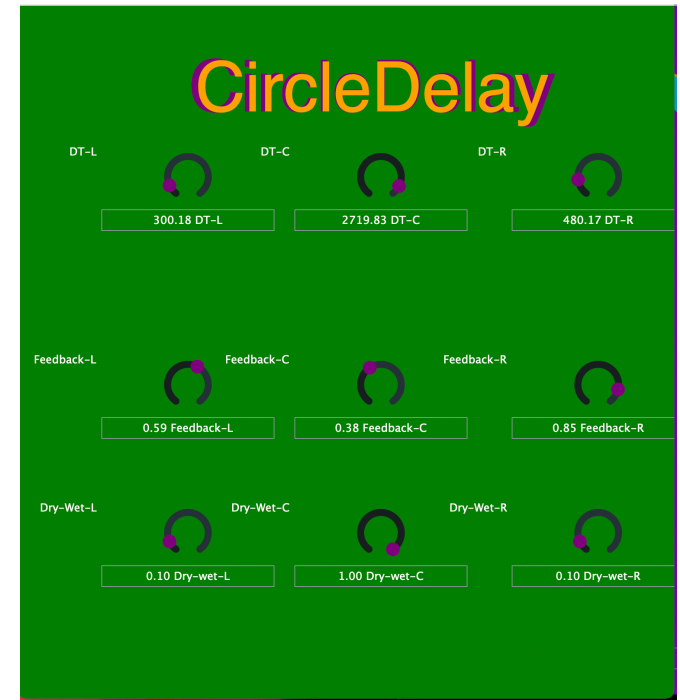 CircleDelay
DT-L DT-C DT-R
300.18 DT-L 2719.83 DT-C 480.17 DT-R
Feedback-L Feedback-C Feedback-R
0.59 Feedback-L 0.38 Feedback-C 0.85 Feedback-R
Dry-Wet-L Dry-Wet-C Dry-Wet-R
0.10 Dry-wet-L 1.00 Dry-wet-C 0.10 Dry-wet-R